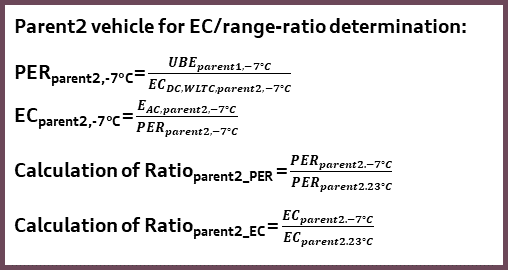 Parent2 vehicle for EC/range-ratio determination:
PERparent2,-7°C = UBEparent1,−7°C / ECDC,WLTC,parent2,−7°C
ECparent2,-7°C = EAC,parent2,−7°C / PERparent2,−7°C
Calculation of Ratioparent2_PER = PERparent2.−7°C / PERparent2.23°C
Calculation of Ratioparent2_EC = ECparent2.−7°C / ECparent2.23°C